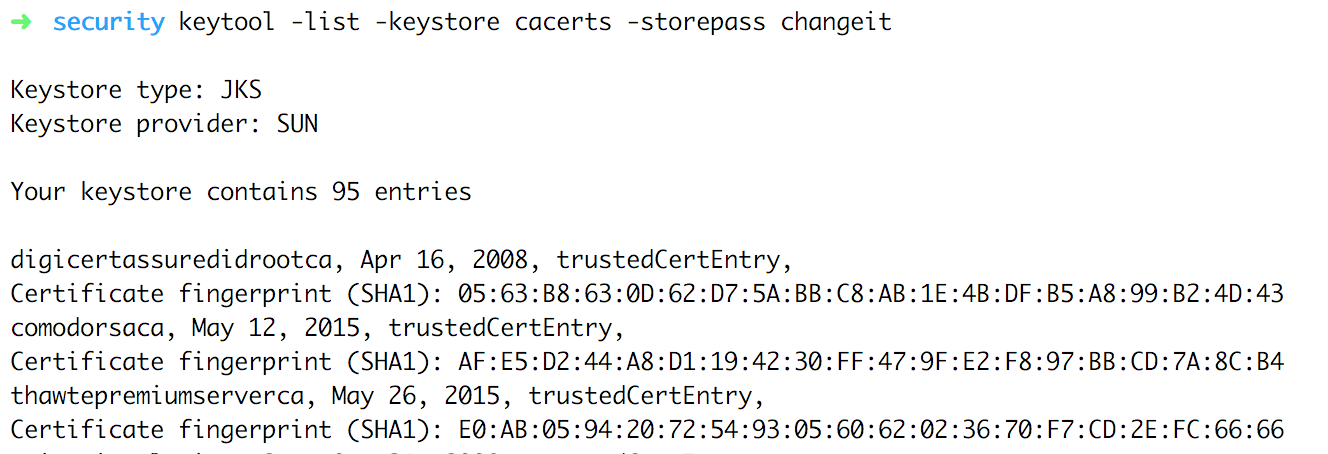 ➜ security keytool -list -keystore cacerts -storepass changeit
Keystore type: JKS
Keystore provider: SUN
Your keystore contains 95 entries
digicertassuredidrootca, Apr 16, 2008, trustedCertEntry,
Certificate fingerprint (SHA1): 05:63:B8:63:0D:62:D7:5A:BB:C8:AB:1E:4B:DF:B5:A8:99:B2:4D:43
comodorsaca, May 12, 2015, trustedCertEntry,
Certificate fingerprint (SHA1): AF:E5:D2:44:A8:D1:19:42:30:FF:47:9F:E2:F8:97:BB:CD:7A:8C:B4
thawtepremiumserverca, May 26, 2015, trustedCertEntry,
Certificate fingerprint (SHA1): E0:AB:05:94:20:72:54:93:05:60:62:02:36:70:F7:CD:2E:FC:66:66